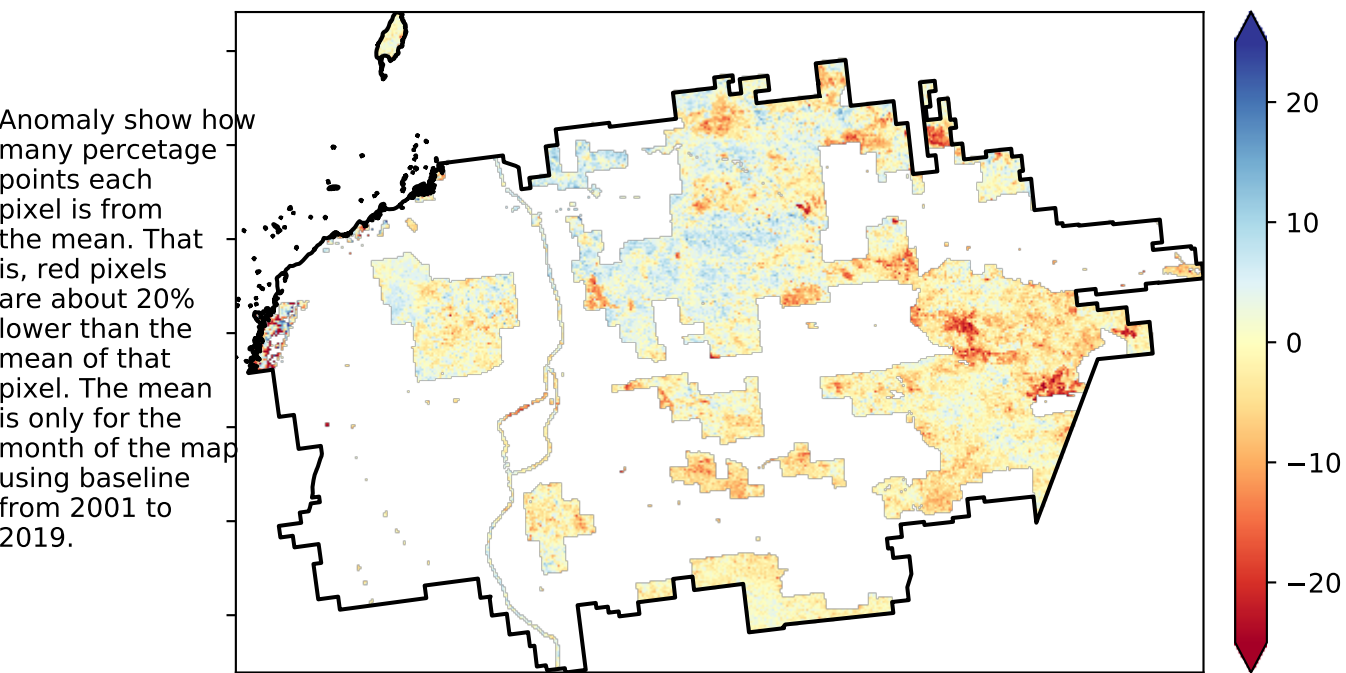 Anomaly show how
many percetage
points each
pixel is from
the mean. That
is, red pixels
are about 20%
lower than the
mean of that
pixel. The mean
is only for the
month of the map
using baseline
from 2001 to
2019.
20
10
0
−10
−20